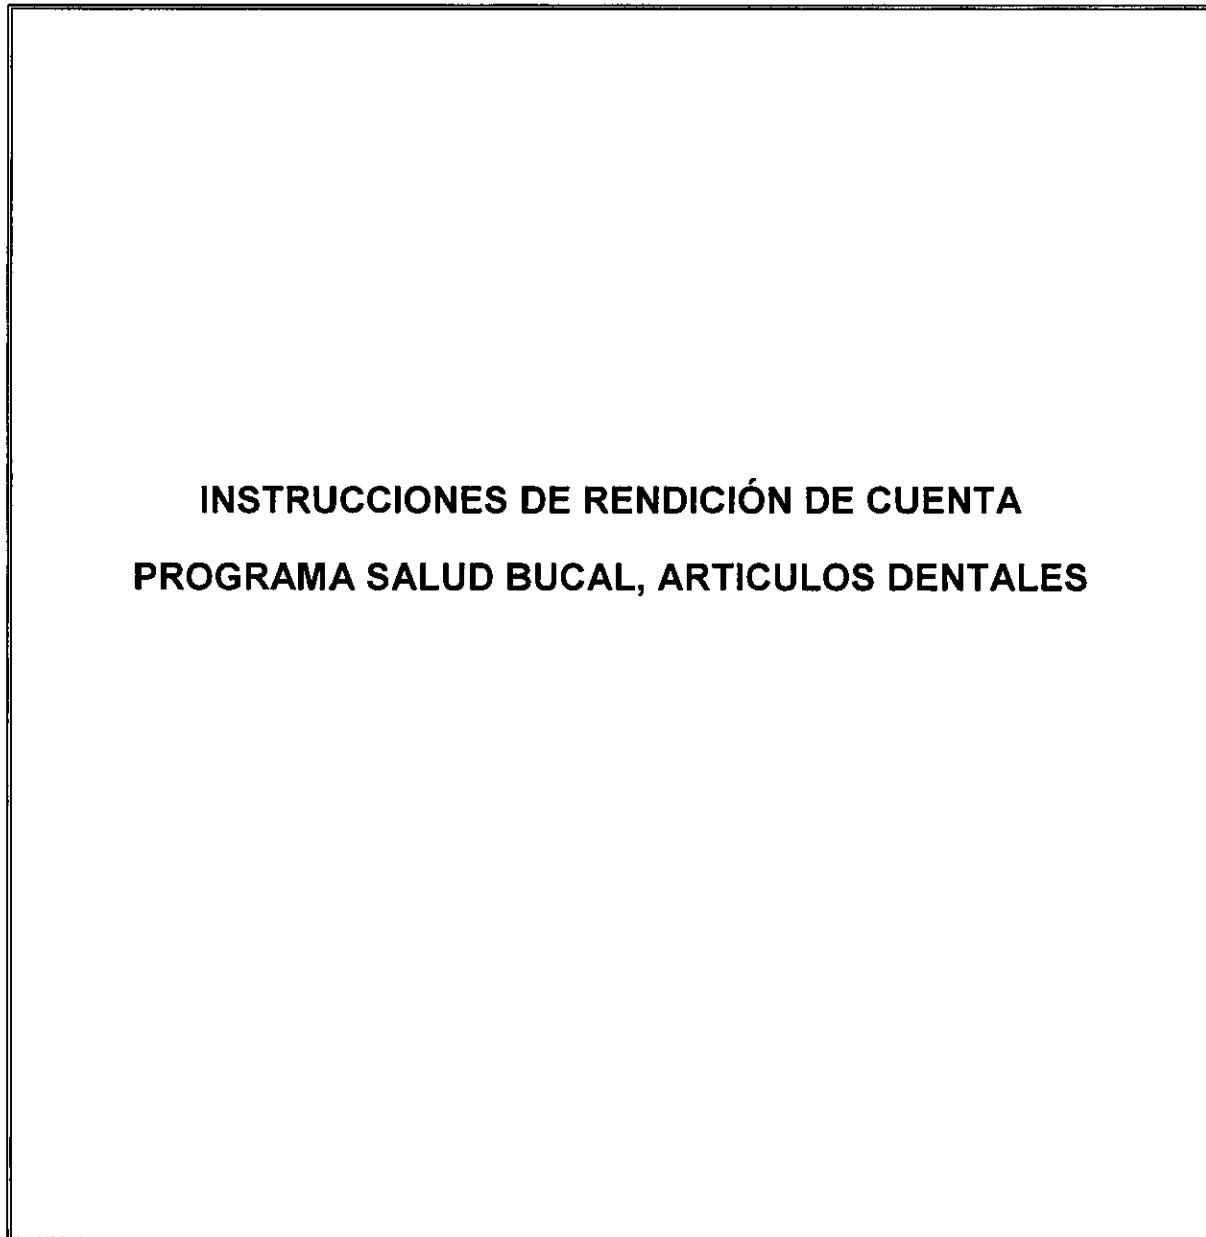 INSTRUCCIONES DE RENDICIÓN DE CUENTA
PROGRAMA SALUD BUCAL, ARTICULOS DENTALES